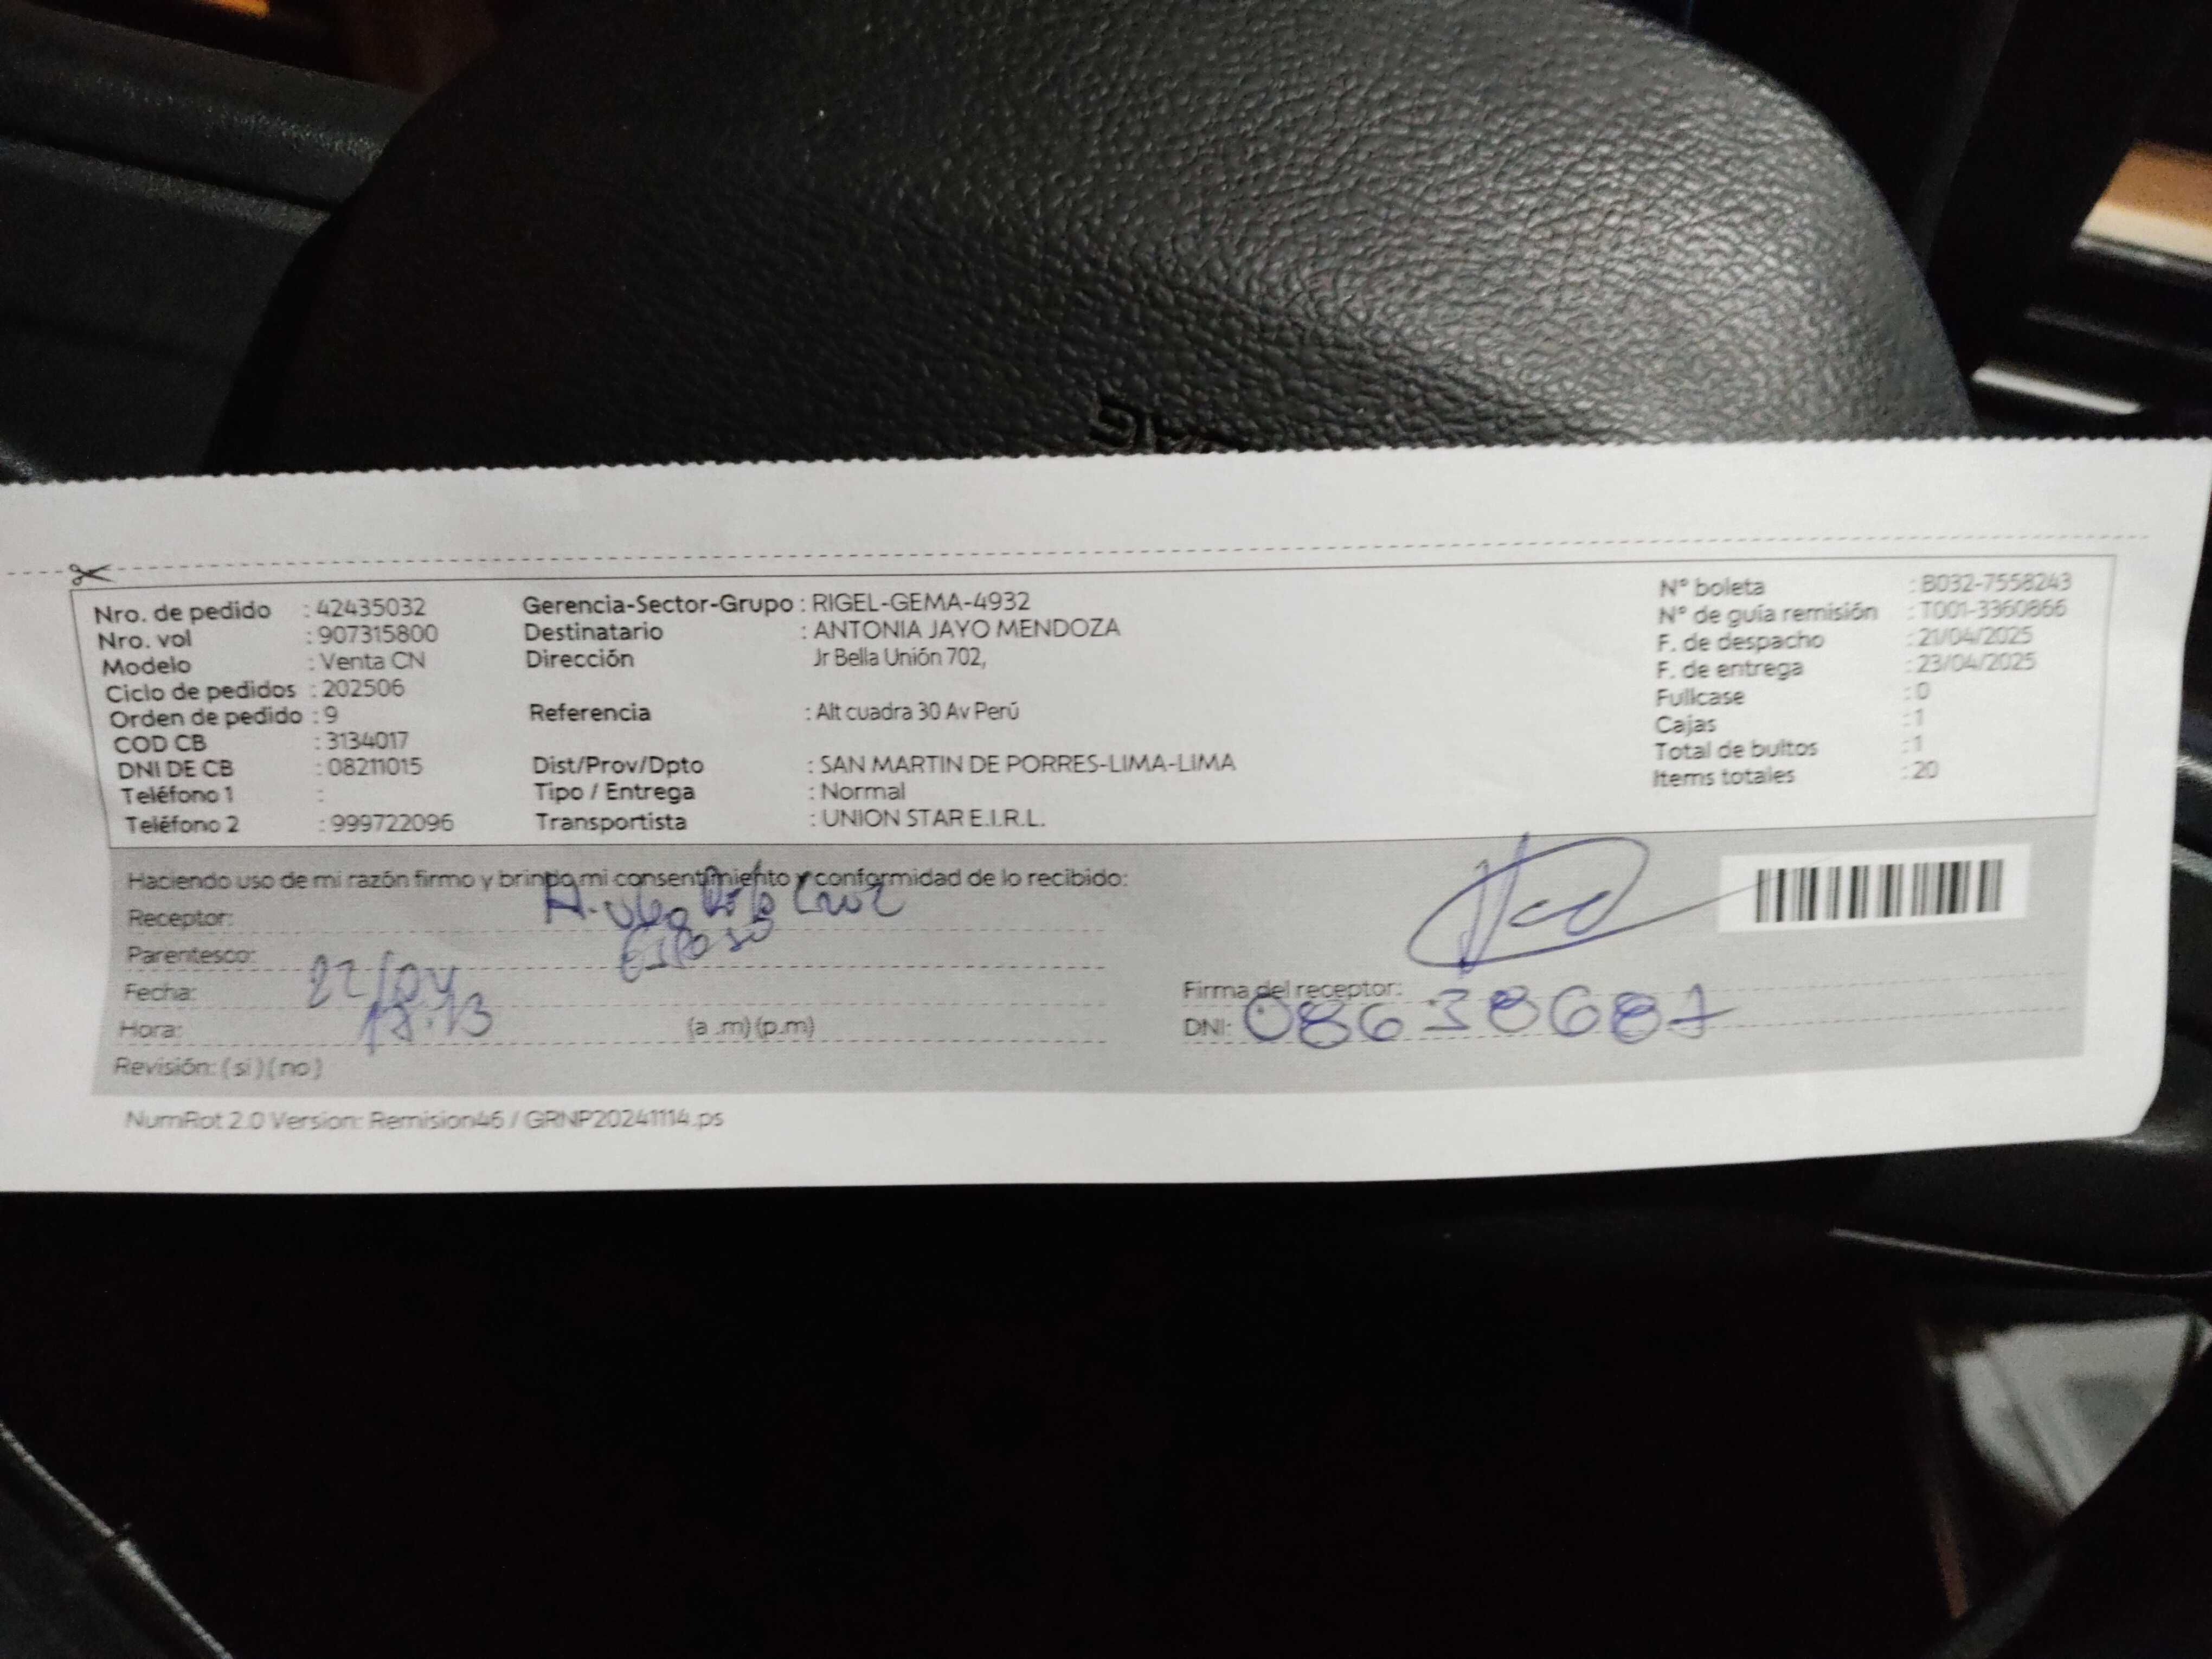 Nro. de pedido : 42435032
Nro. vol : 907315800
Modelo : Venta CN
Ciclo de pedidos : 202506
Orden de pedido : 9
COD CB : 3134017
DNI DE CB : 08211015
Teléfono 1 :
Teléfono 2 : 999722096
Gerencia-Sector-Grupo : RIGEL-GEMA-4932
Destinatario : ANTONIA JAYO MENDOZA
Dirección Jr Bella Unión 702,
Referencia : Alt cuadra 30 Av Perú
Dist/Prov/Dpto : SAN MARTIN DE PORRES-LIMA-LIMA
Tipo / Entrega : Normal
Transportista : UNION STAR E.I.R.L.
N° boleta : B032-7558243
N° de guía remisión : T001-3360866
F. de despacho : 21/04/2025
F. de entrega : 23/04/2025
Fullcase : 0
Cajas : 1
Total de bultos : 1
Items totales : 20
Haciendo uso de mi razón firmo y brindo mi consentimiento y conformidad de lo recibido:
Receptor: Cruz
Parentesco: Esposo
Fecha: 22/04
Hora: (a .m)(p.m)
Revisión: (si)(no)
Firma del receptor:
DNI: 08638687
NumRot 2.0 Version: Remision46 / GRNP20241114.ps